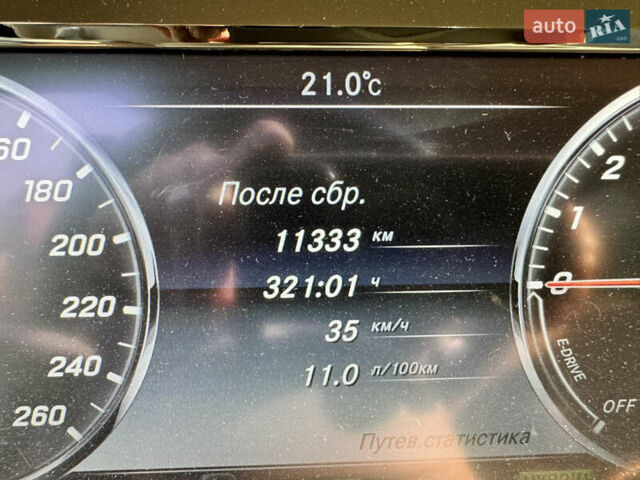 auto RIA .com
21.0°C
После сбр.
11333 км
321:01 ч
35 км/ч
11.0 л/100км
Путев.статистика
180
200
220
240
260
2
1
0
E-DRIVE
OFF